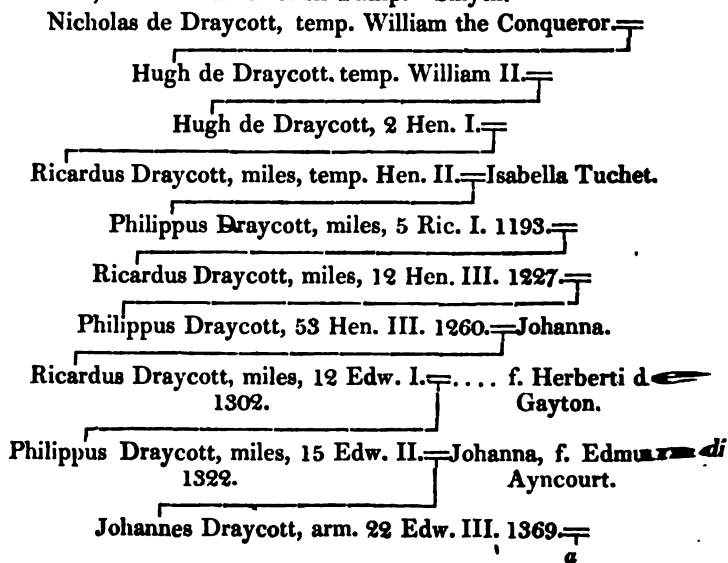 Nicholas de Draycott, temp. William the Conqueror.
Hugh de Draycott. temp. William II.
Hugh de Draycott, 2 Hen. I.
Ricardus Draycott, miles, temp. Hen. II. Isabella Tuchet.
Philippus Draycott, miles, 5 Ric. I. 1193.
Ricardus Draycott, miles, 12 Hen. III. 1227.
Philippus Draycott, 53 Hen. III. 1260. Johanna.
Ricardus Draycott, miles, 12 Edw. I. .... f. Herberti
1302. Gayton.
Philippus Draycott, miles, 15 Edw. II. Johanna, f.
1322. Ayncourt.
Johannes Draycott, arm. 22 Edw. III. 1369.
a